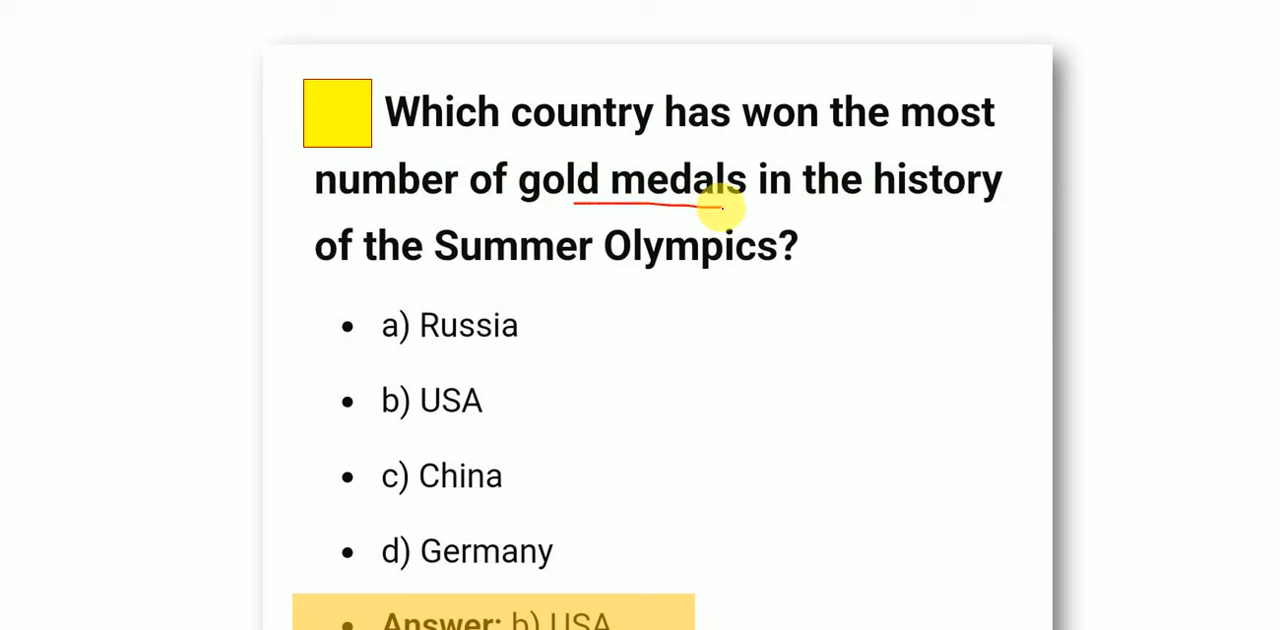 Which country has won the most
number of gold medals in the history
of the Summer Olympics?
• a) Russia
• b) USA
• c) China
• d) Germany
• Answer: b) USA